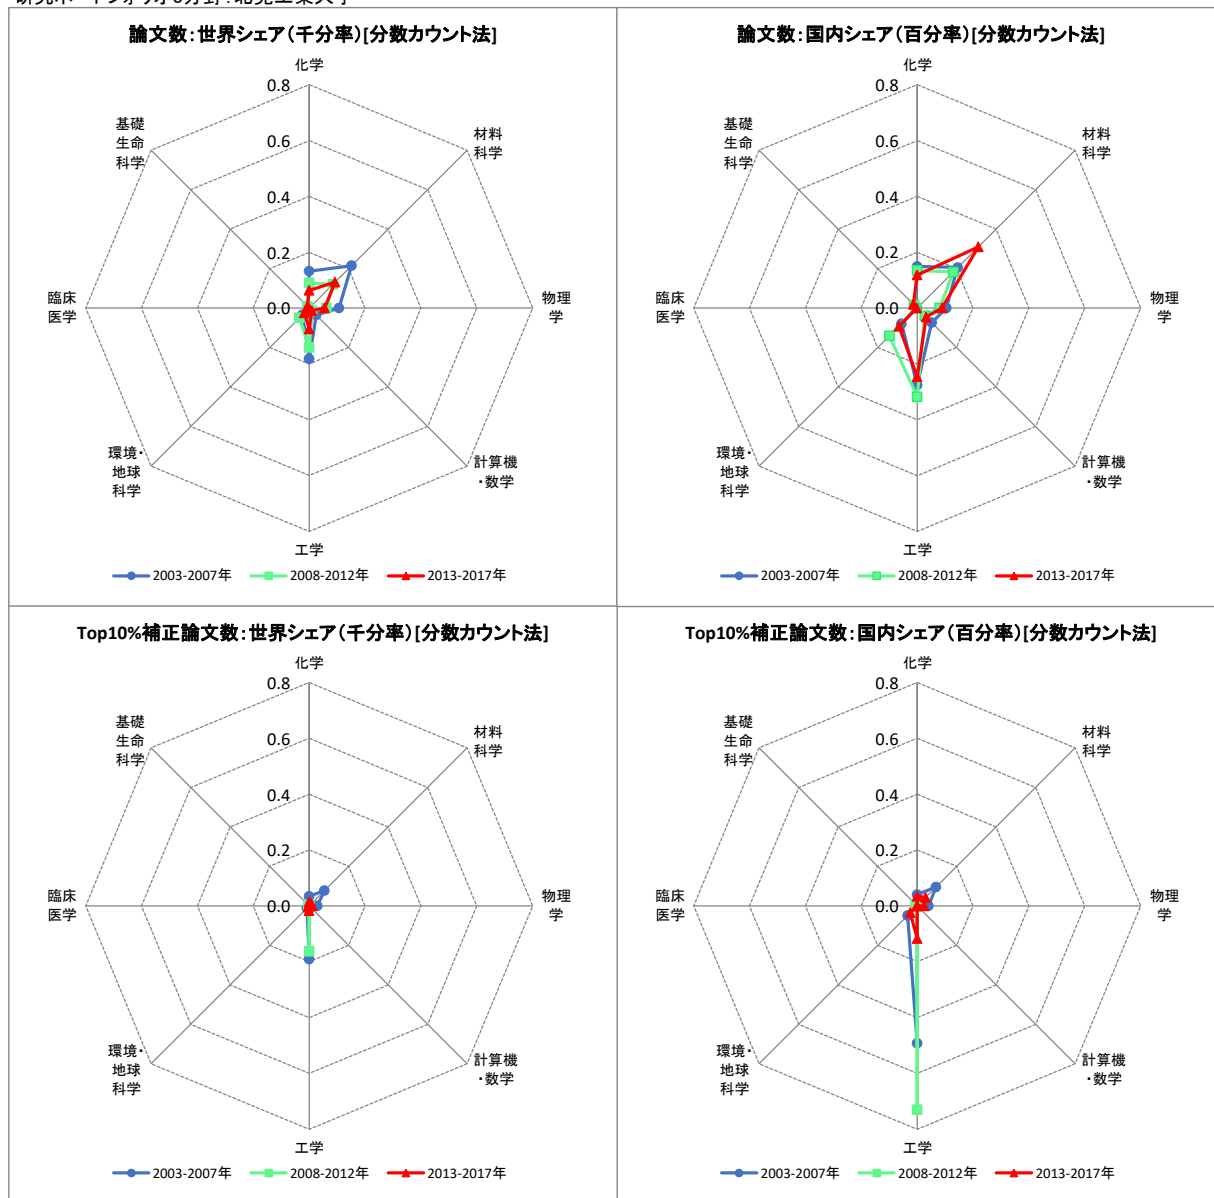 論文数：世界シェア（千分率）[分数カウント法]
化学
0.8
0.6
0.4
0.2
0.0
基礎
生命
科学
材料
科学
臨床
医学
物理
学
環境・
地球
科学
計算機
・数学
工学
2003-2007年 2008-2012年 2013-2017年
論文数：国内シェア（百分率）[分数カウント法]
化学
0.8
0.6
0.4
0.2
0.0
基礎
生命
科学
材料
科学
臨床
医学
物理
学
環境・
地球
科学
計算機
・数学
工学
2003-2007年 2008-2012年 2013-2017年
Top10%補正論文数：世界シェア（千分率）[分数カウント法]
化学
0.8
0.6
0.4
0.2
0.0
基礎
生命
科学
材料
科学
臨床
医学
物理
学
環境・
地球
科学
計算機
・数学
工学
2003-2007年 2008-2012年 2013-2017年
Top10%補正論文数：国内シェア（百分率）[分数カウント法]
化学
0.8
0.6
0.4
0.2
0.0
基礎
生命
科学
材料
科学
臨床
医学
物理
学
環境・
地球
科学
計算機
・数学
工学
2003-2007年 2008-2012年 2013-2017年